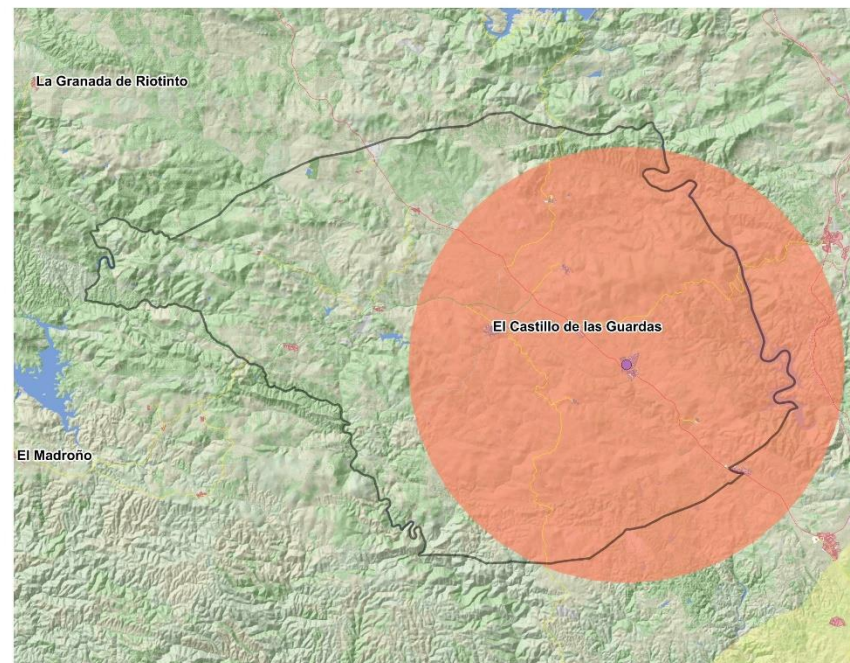 La Granada de Riotinto
El Castillo de las Guardas
El Madroño